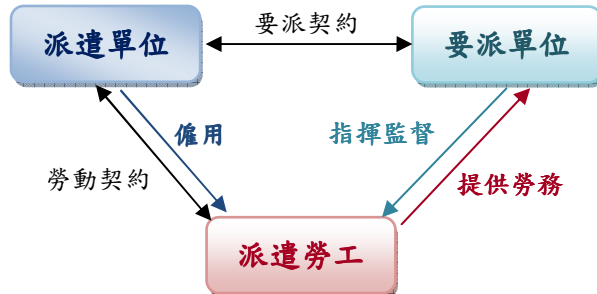 要派契約
派遣單位
要派單位
僱用
指揮監督
勞動契約
提供勞務
派遣勞工